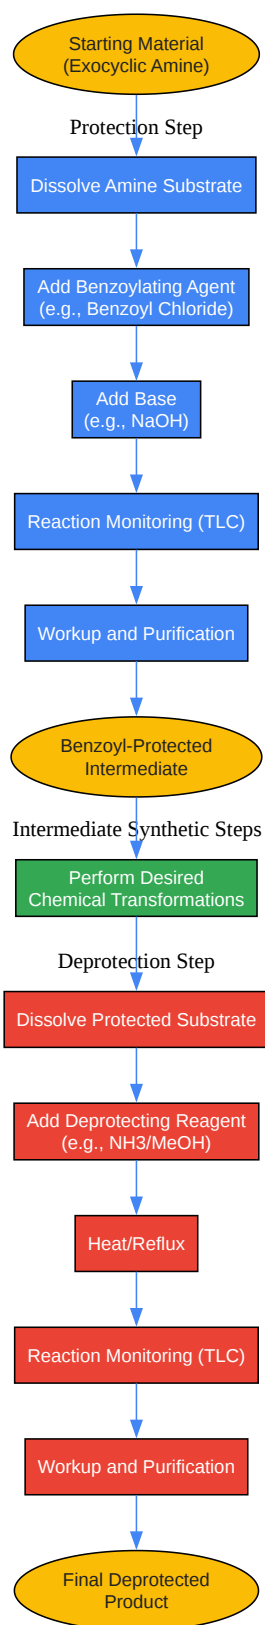 Starting Material
(Exocyclic Amine)
Protection Step
Dissolve Amine Substrate
Add Benzoylating Agent
(e.g., Benzoyl Chloride)
Add Base
(e.g., NaOH)
Reaction Monitoring (TLC)
Workup and Purification
Benzoyl-Protected
Intermediate
Intermediate Synthetic Steps
Perform Desired
Chemical Transformations
Deprotection Step
Dissolve Protected Substrate
Add Deprotecting Reagent
(e.g., NH3/MeOH)
Heat/Reflux
Reaction Monitoring (TLC)
Workup and Purification
Final Deprotected
Product